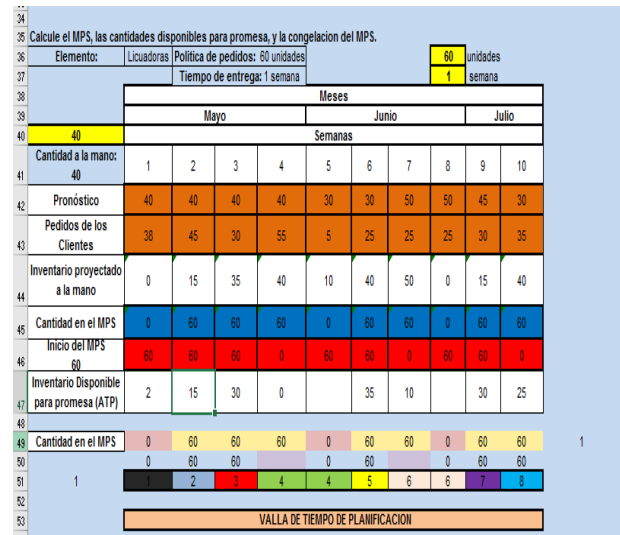 34
35 Calcule el MPS, las cantidades disponibles para promesa, y la congelacion del MPS.
36 Elemento: Licuadoras Politica de pedidos: 60 unidades 60 unidades
37 Tiempo de entrega: 1 semana 1 semana
38 Meses
39 Mayo Junio Julio
40 40 Semanas
Cantidad a la mano:
41 40 1 2 3 4 5 6 7 8 9 10
42 Pronóstico 40 40 40 40 30 30 50 50 45 30
Pedidos de los
43 Clientes 38 45 30 55 5 25 25 25 30 35
Inventario proyectado
44 a la mano 0 15 35 40 10 40 50 0 15 40
45 Cantidad en el MPS 0 60 60 60 0 60 60 0 60 60
Inicio del MPS
46 60 60 60 60 0 60 60 0 60 60 0
Inventario Disponible
47 para promesa (ATP) 2 15 30 0 35 10 30 25
48
49 Cantidad en el MPS 0 60 60 60 0 60 60 0 60 60 1
50 0 60 60 0 60 0 60 60
51 1 1 2 3 4 4 5 6 6 7 8
52
53 VALLA DE TIEMPO DE PLANIFICACION